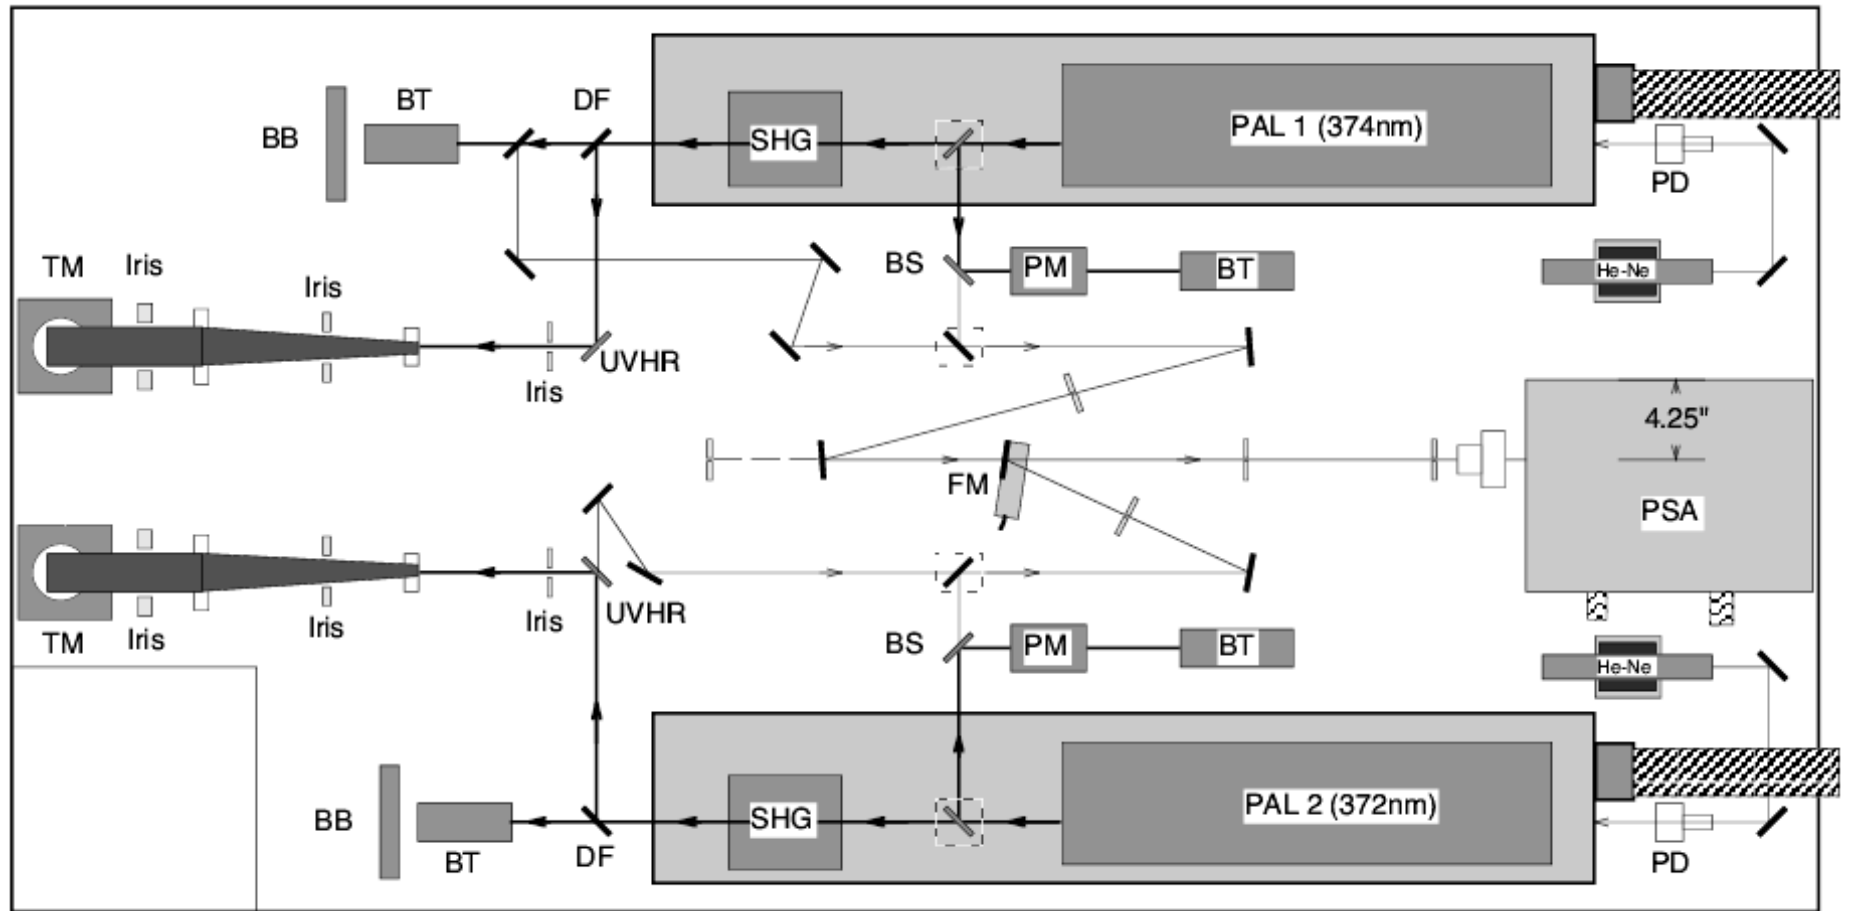 BT
DF
BB
SHG
PAL 1 (374nm)
PD
TM
Iris
Iris
BS
PM
BT
He-Ne
UVHR
Iris
4.25"
FM
PSA
TM
Iris
Iris
Iris
UVHR
BS
PM
BT
He-Ne
BB
BT
DF
SHG
PAL 2 (372nm)
PD